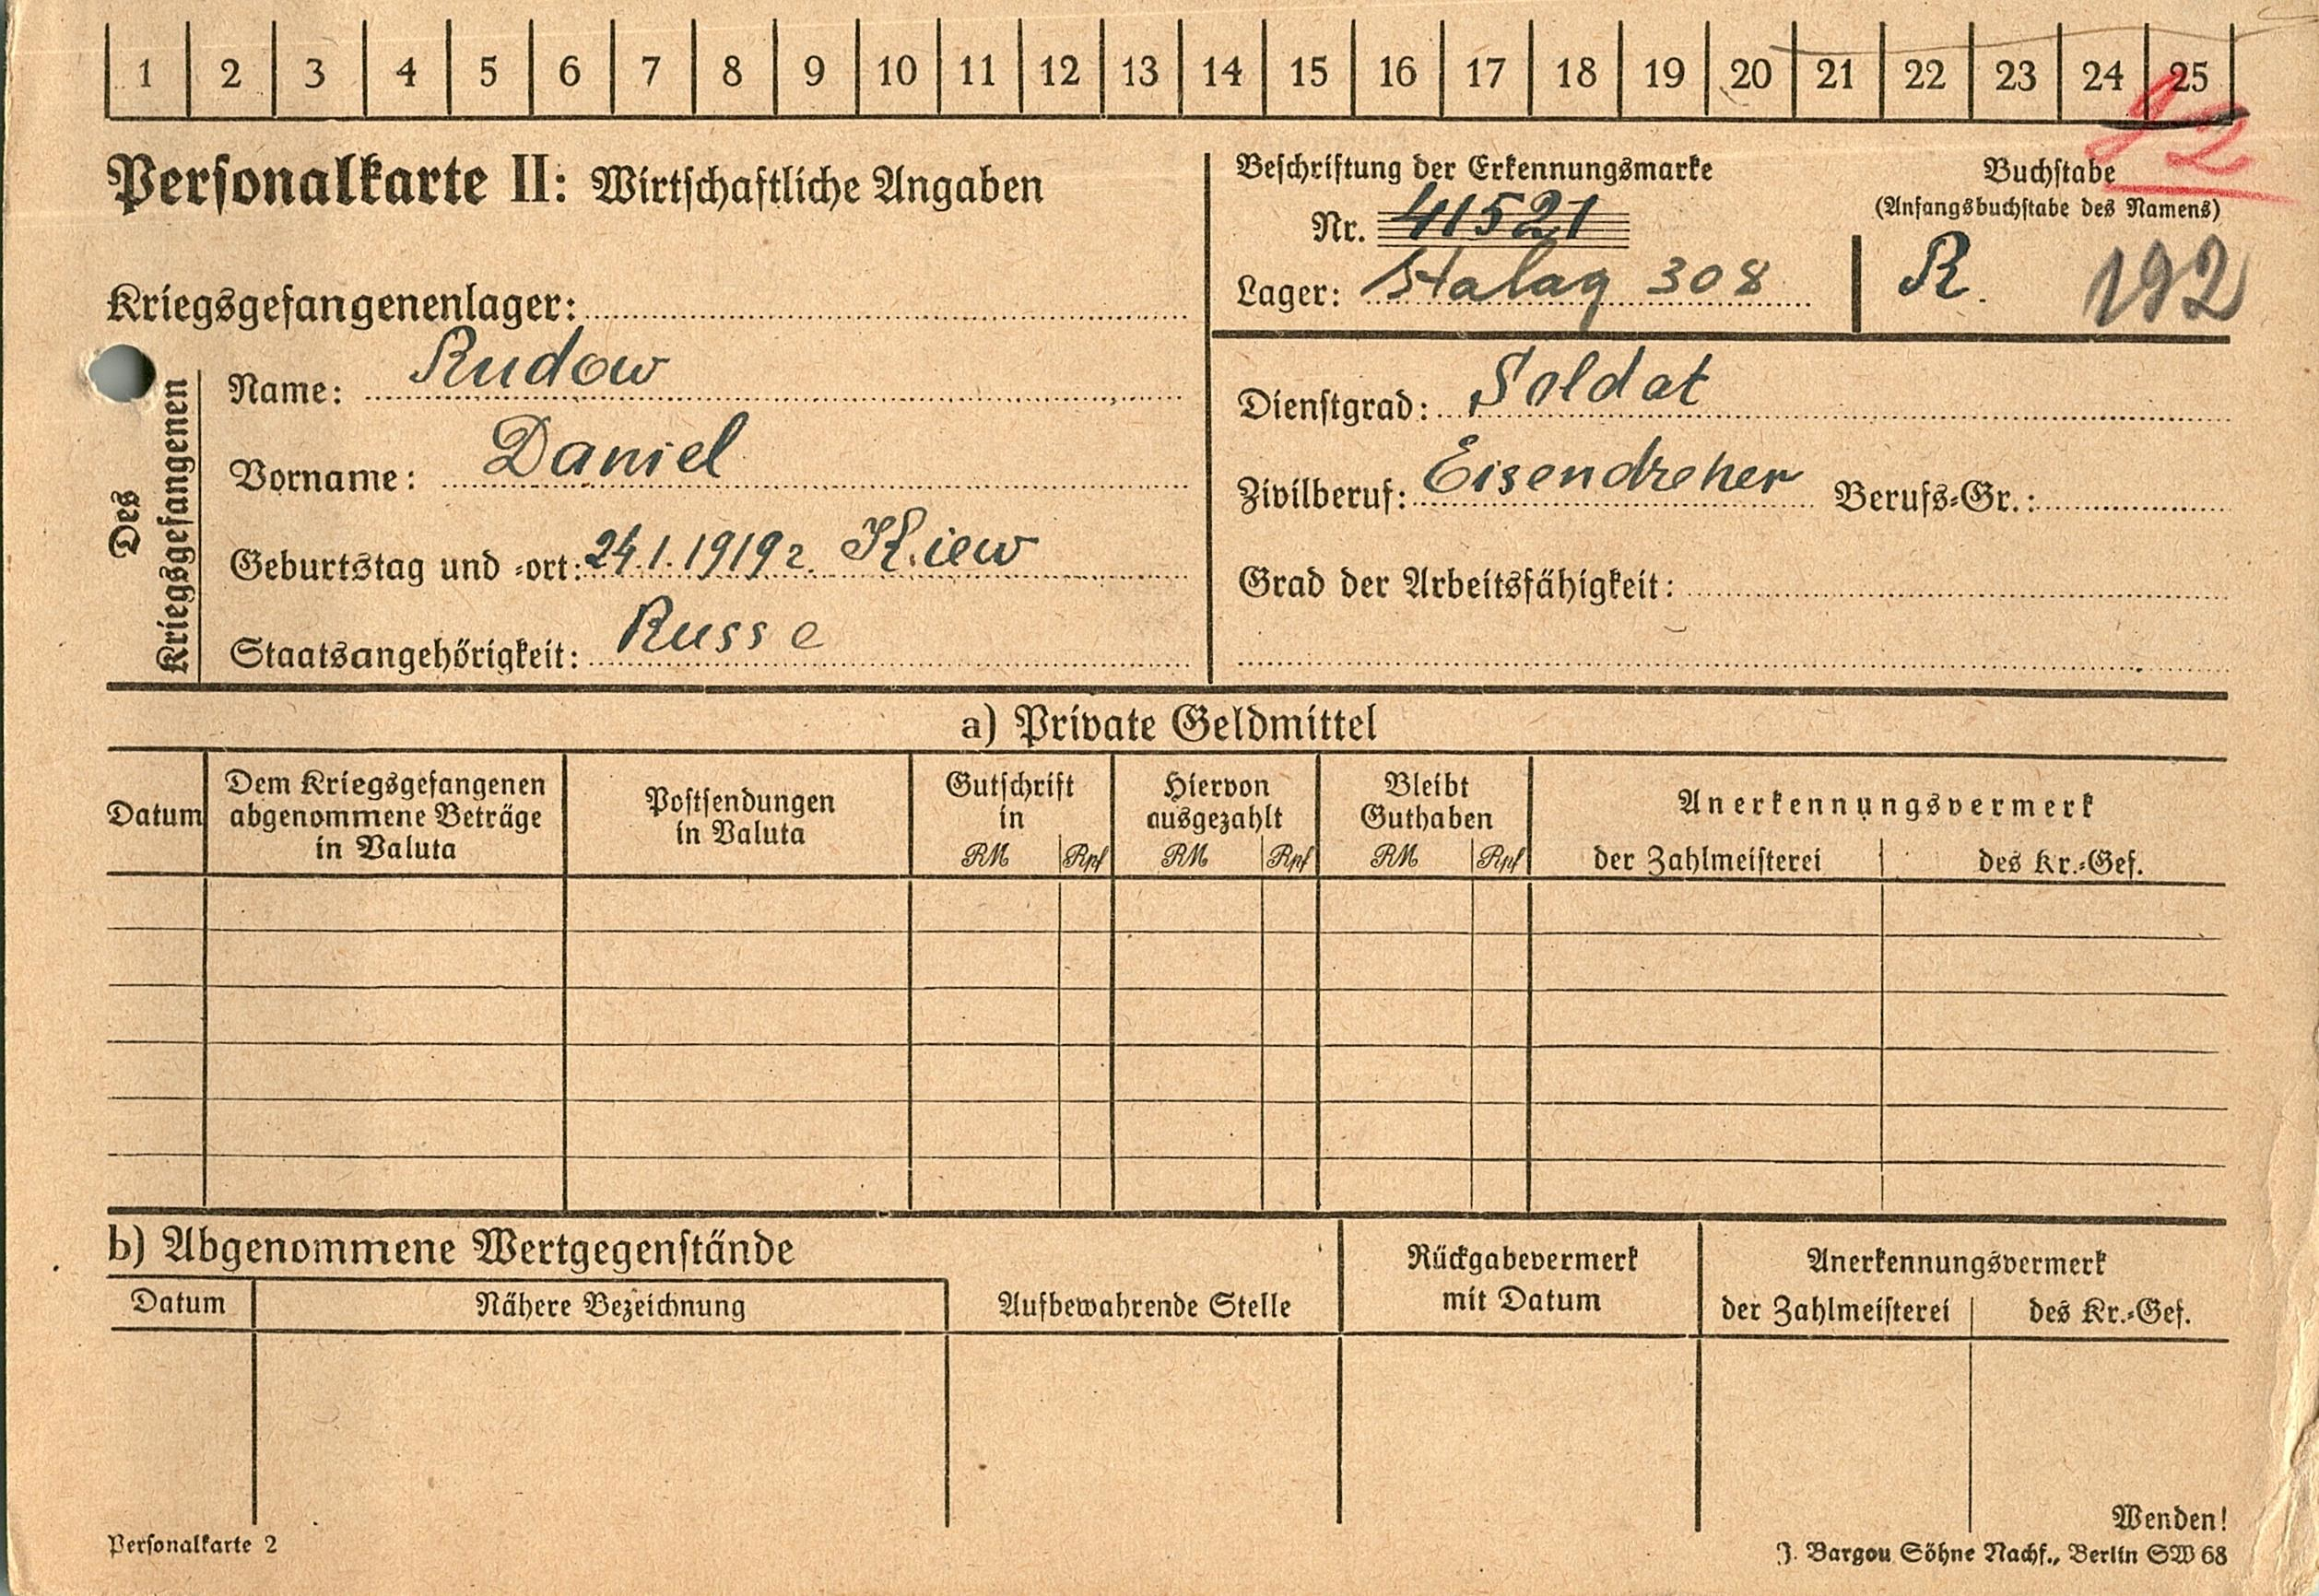 1 2 3 4 5 6 7 8 9 10 11 12 13 14 15 16 17 18 19 20 21 22 23 24 25
Personalkarte II: Wirtschaftliche Angaben
Beschriftung der Erkennungsmarke
Nr. 41521
Lager: Stalag 308
Buchstabe
(Anfangsbuchstabe des Namens)
R. 192
Kriegsgefangenenlager:
Des Kriegsgefangenen
Name: Rudow
Vorname: Daniel
Geburtstag und -ort: 24.1.1919 г. Kiew
Staatsangehörigkeit: Russe
Dienstgrad: Soldat
Zivilberuf: Eisendreher Berufs-Gr.:
Grad der Arbeitsfähigkeit:
a) Private Geldmittel
Datum
Dem Kriegsgefangenen
abgenommene Beträge
in Valuta
Postsendungen
in Valuta
Gutschrift
in
RM Rpf
Hiervon
ausgezahlt
RM Rpf
Bleibt
Guthaben
RM Rpf
Anerkennungsvermerk
der Zahlmeisterei des Kr.-Gef.
b) Abgenommene Wertgegenstände
Datum Nähere Bezeichnung
Aufbewahrende Stelle
Rückgabevermerk
mit Datum
Anerkennungsvermerk
der Zahlmeisterei des Kr.-Gef.
Wenden!
Personalkarte 2
J. Bargou Söhne Nachf., Berlin SW 68